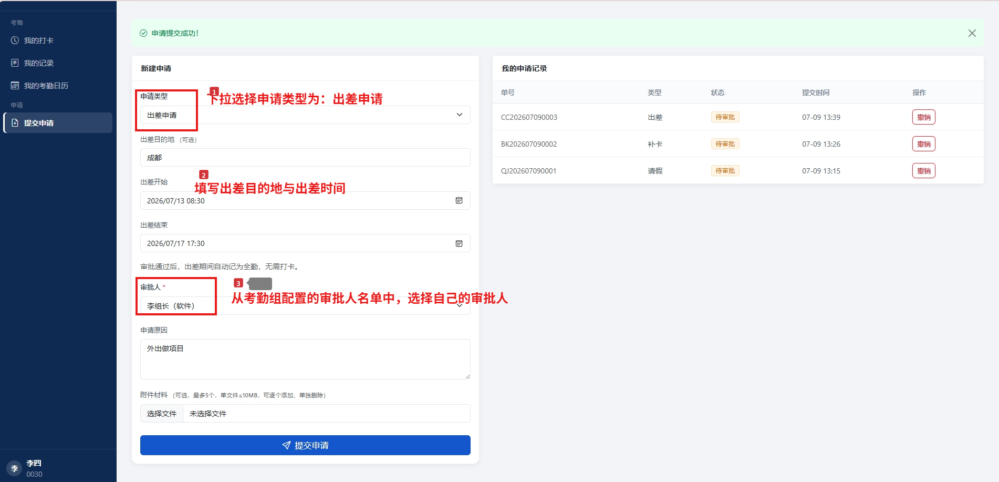 考勤
我的打卡
我的记录
我的考勤日历
申请
提交申请
李
李四
0030
申请提交成功！
新建申请
申请类型
1
下拉选择申请类型为：出差申请
出差申请
出差目的地 （可选）
成都
出差开始
2
填写出差目的地与出差时间
2026/07/13 08:30
出差结束
2026/07/17 17:30
审批通过后，出差期间自动记为全勤，无需打卡。
审批人 *
3
从考勤组配置的审批人名单中，选择自己的审批人
李组长（软件）
申请原因
外出做项目
附件材料 （可选，最多5个，单文件≤10MB，可逐个添加、单独删除）
选择文件 未选择文件
提交申请
我的申请记录
单号 类型 状态 提交时间 操作
CC202607090003 出差 待审批 07-09 13:39 撤销
BK202607090002 补卡 待审批 07-09 13:26 撤销
QJ202607090001 请假 待审批 07-09 13:15 撤销